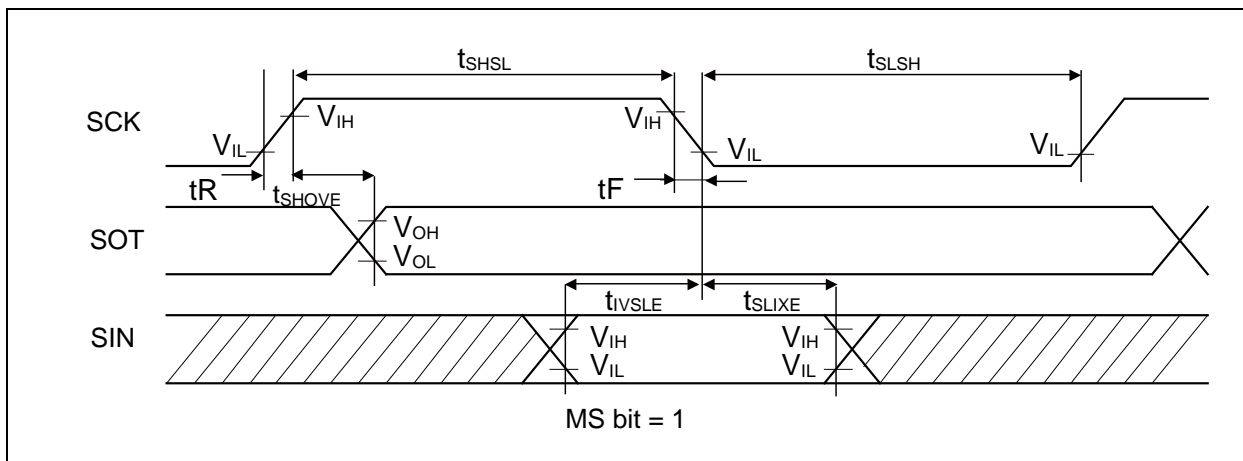 tSHSL
tSLSH
SCK
VIH
VIH
VIL
VIL
VIL
tR
tSHOVE
tF
SOT
VOH
VOL
tIVSLE
tSLIXE
SIN
VIH
VIH
VIL
VIL
MS bit = 1